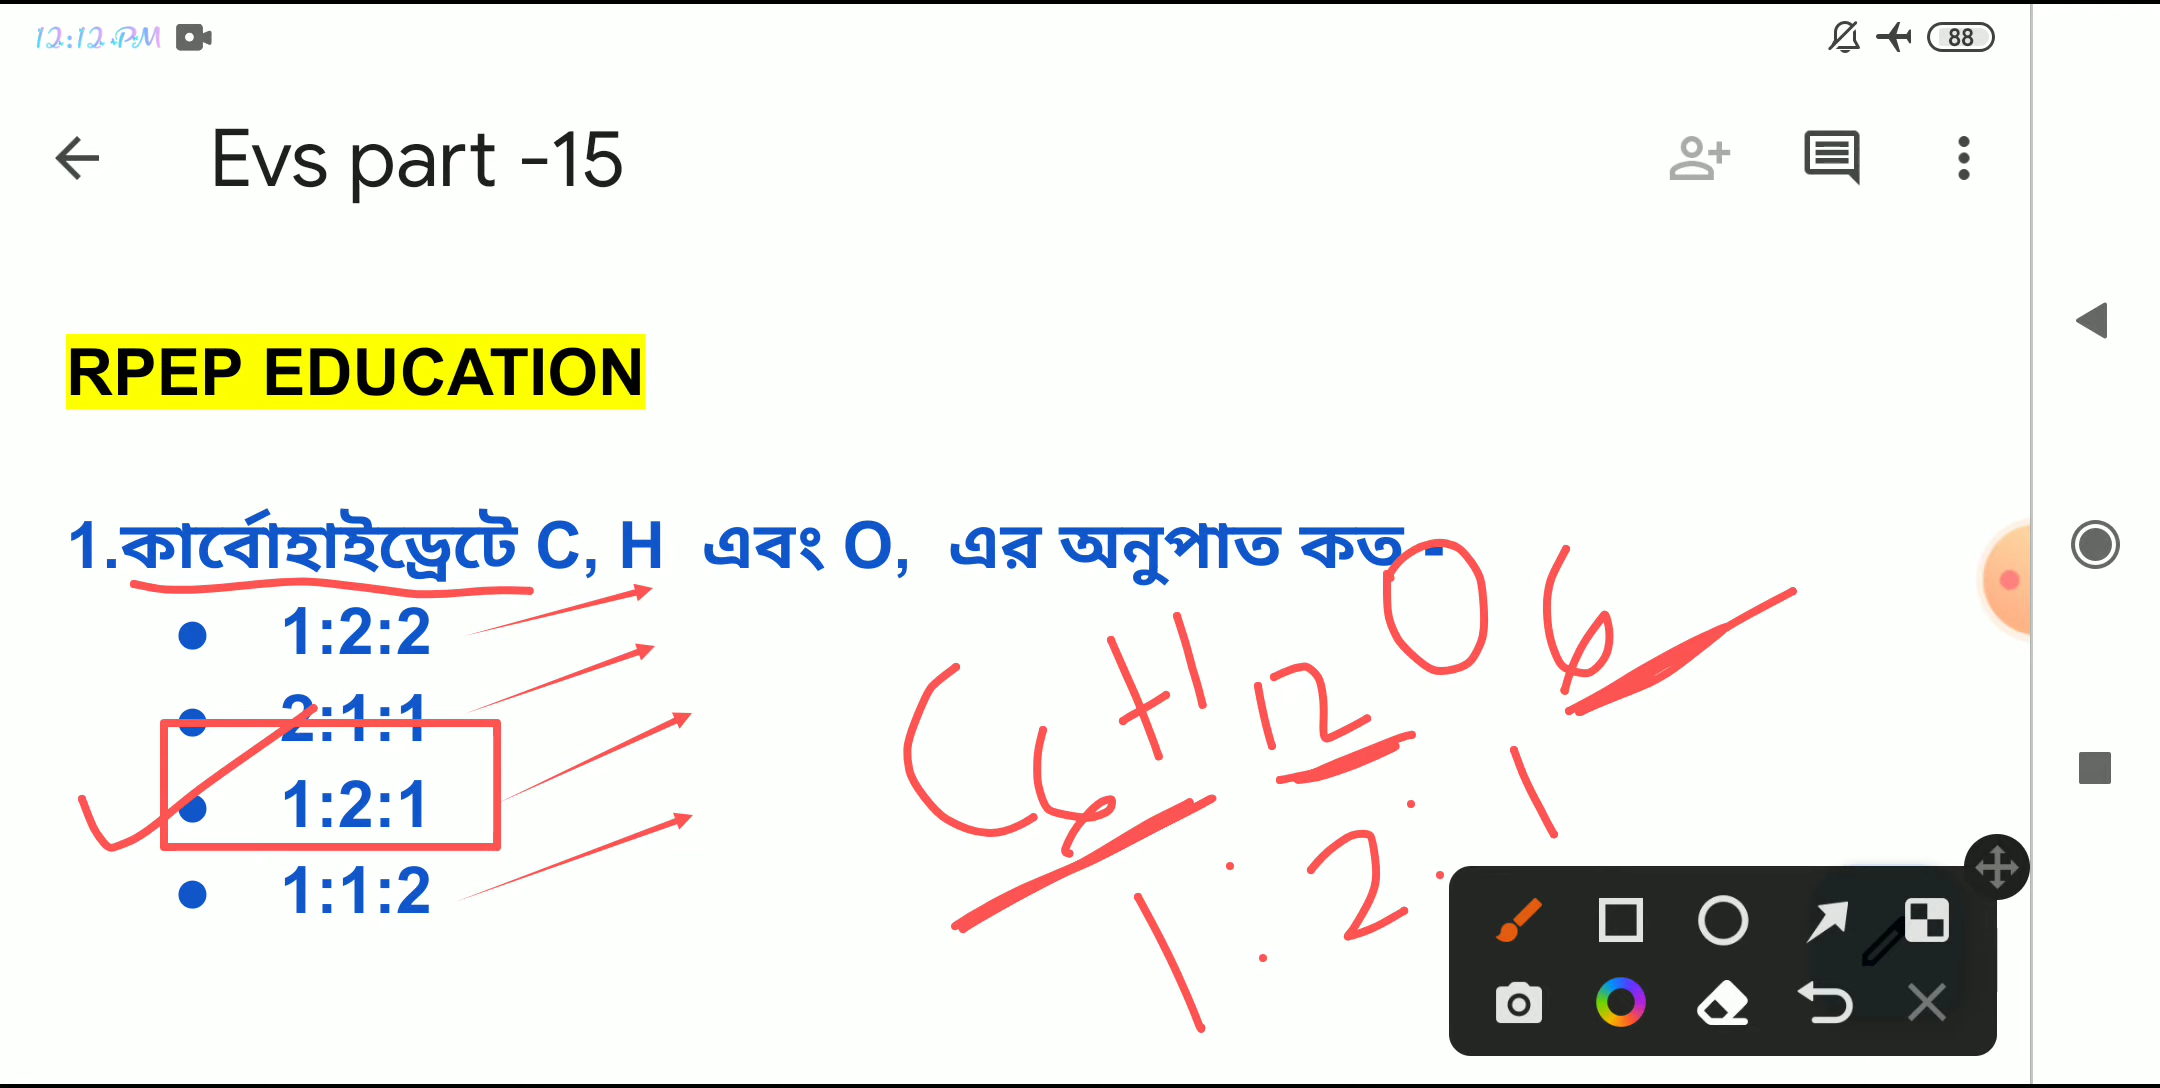 12:12 PM
88
Evs part -15
RPEP EDUCATION
1.কার্বোহাইড্রেটে C, H এবং O, এর অনুপাত কত -
● 1:2:2
● 2:1:1
● 1:2:1
● 1:1:2
C6H12O6
1:2:1